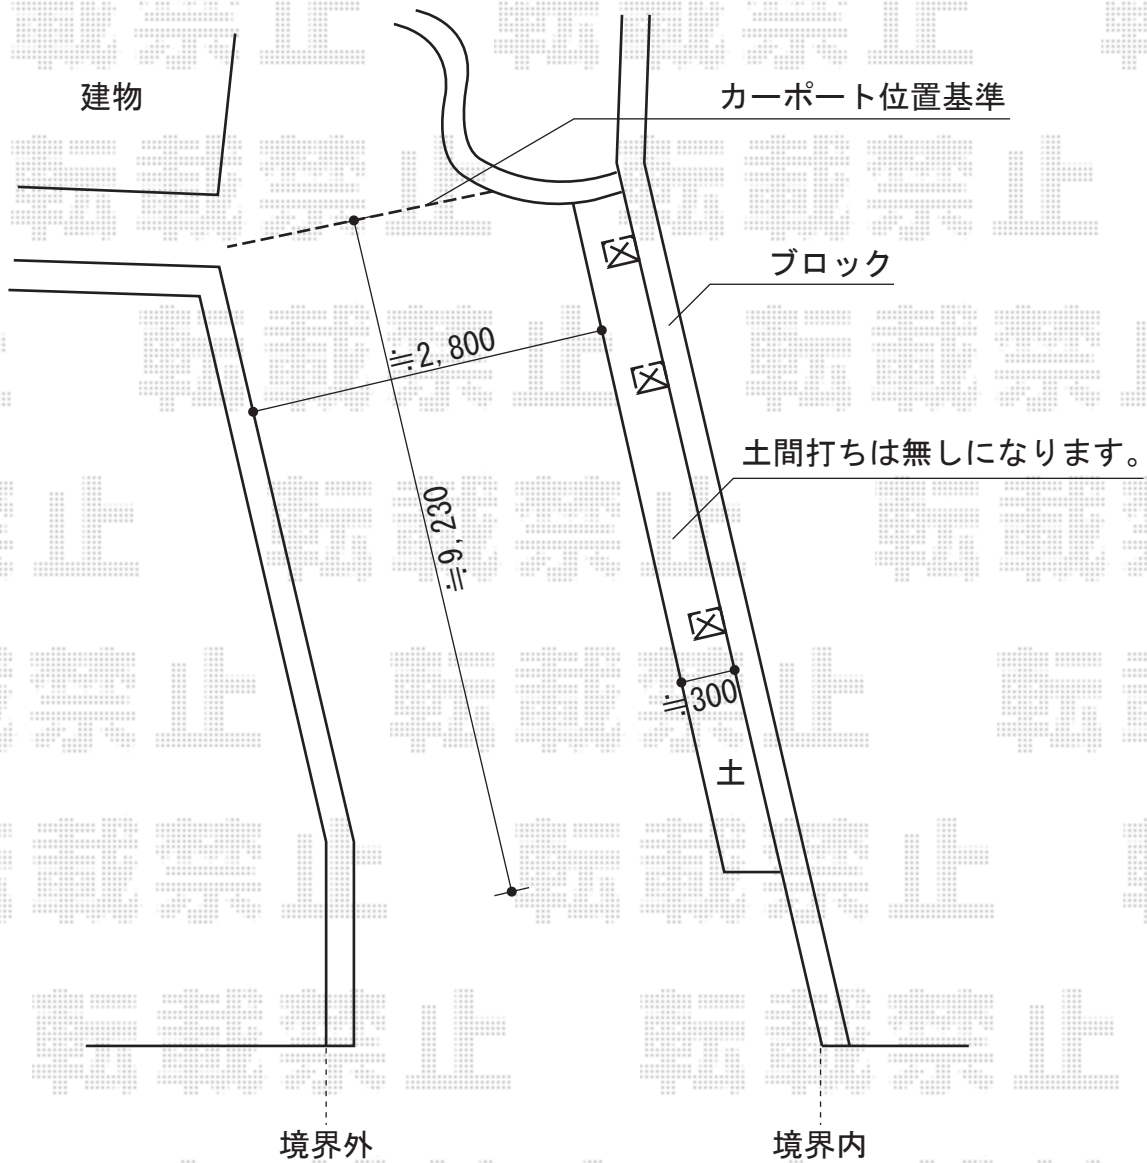 転載禁止
建物
カーポート位置基準
ブロック
≒2,800
土間打ちは無しになります。
≒9,230
≒300
土
境界外
境界内